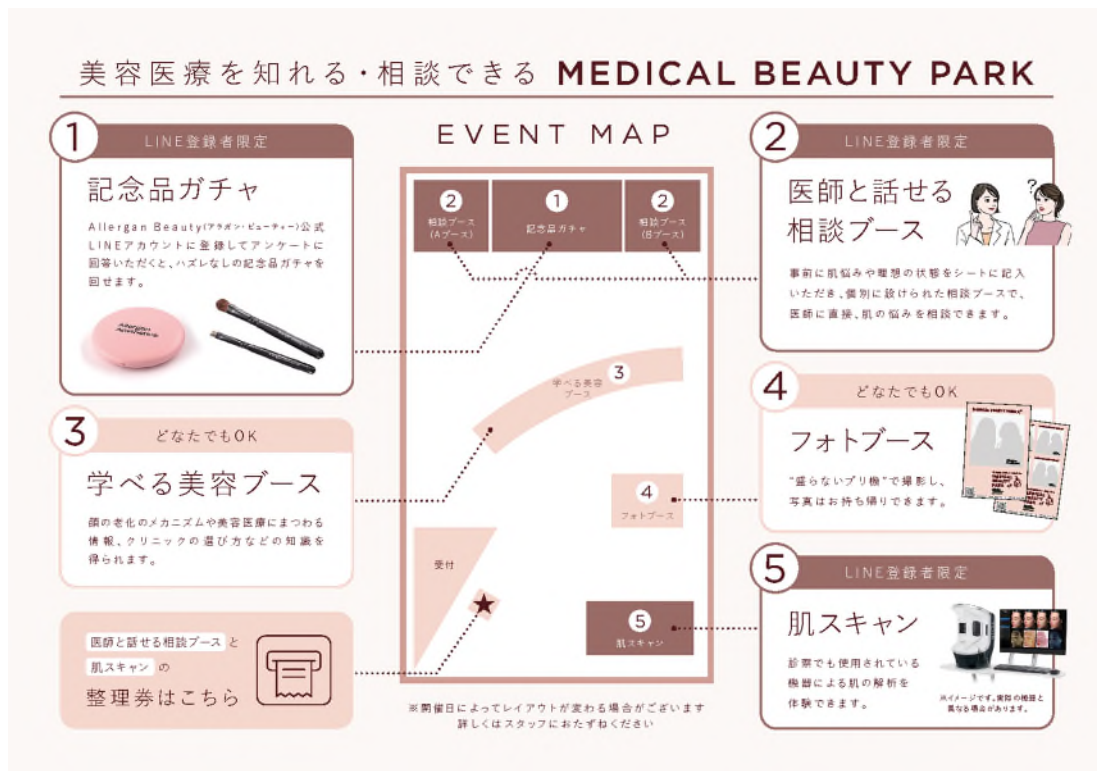 美容医療を知れる・相談できる MEDICAL BEAUTY PARK
1
LINE登録者限定
記念品ガチャ
Allergan Beauty(アラガン・ビューティー)公式
LINEアカウントに登録してアンケートに
回答いただくと、ハズレなしの記念品ガチャを
回せます。
Allergan
Aesthetics
3
どなたでもOK
学べる美容ブース
顔の老化のメカニズムや美容医療にまつわる
情報、クリニックの選び方などの知識を
得られます。
医師と話せる相談ブース と
肌スキャン の
整理券はこちら
EVENT MAP
2
相談ブース
(Aブース)
1
記念品ガチャ
2
相談ブース
(Bブース)
3
学べる美容
ブース
4
フォトブース
受付
5
肌スキャン
※開催日によってレイアウトが変わる場合がございます
詳しくはスタッフにおたずねください
2
LINE登録者限定
医師と話せる
相談ブース
?
事前に肌悩みや理想の状態をシートに記入
いただき、個別に設けられた相談ブースで、
医師に直接、肌の悩みを相談できます。
4
どなたでもOK
フォトブース
“盛らないプリ機”で撮影し、
写真はお持ち帰りできます。
5
LINE登録者限定
肌スキャン
診察でも使用されている
機器による肌の解析を
体験できます。
※イメージです。実際の機器と
異なる場合があります。